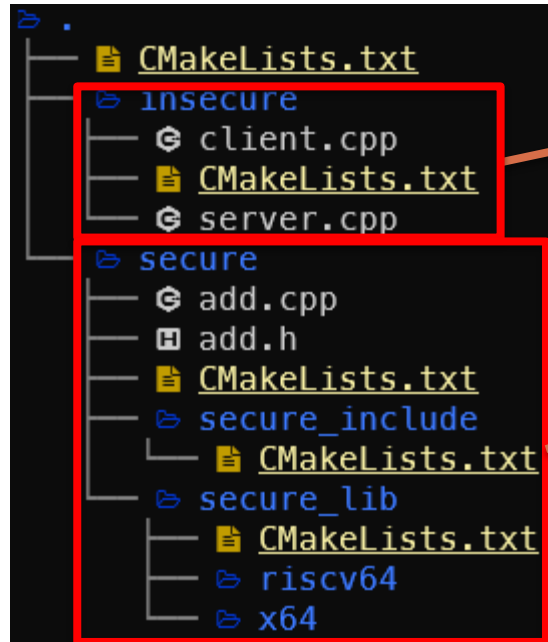 .
CMakeLists.txt
insecure
client.cpp
CMakeLists.txt
server.cpp
secure
add.cpp
add.h
CMakeLists.txt
secure_include
CMakeLists.txt
secure_lib
CMakeLists.txt
riscv64
x64